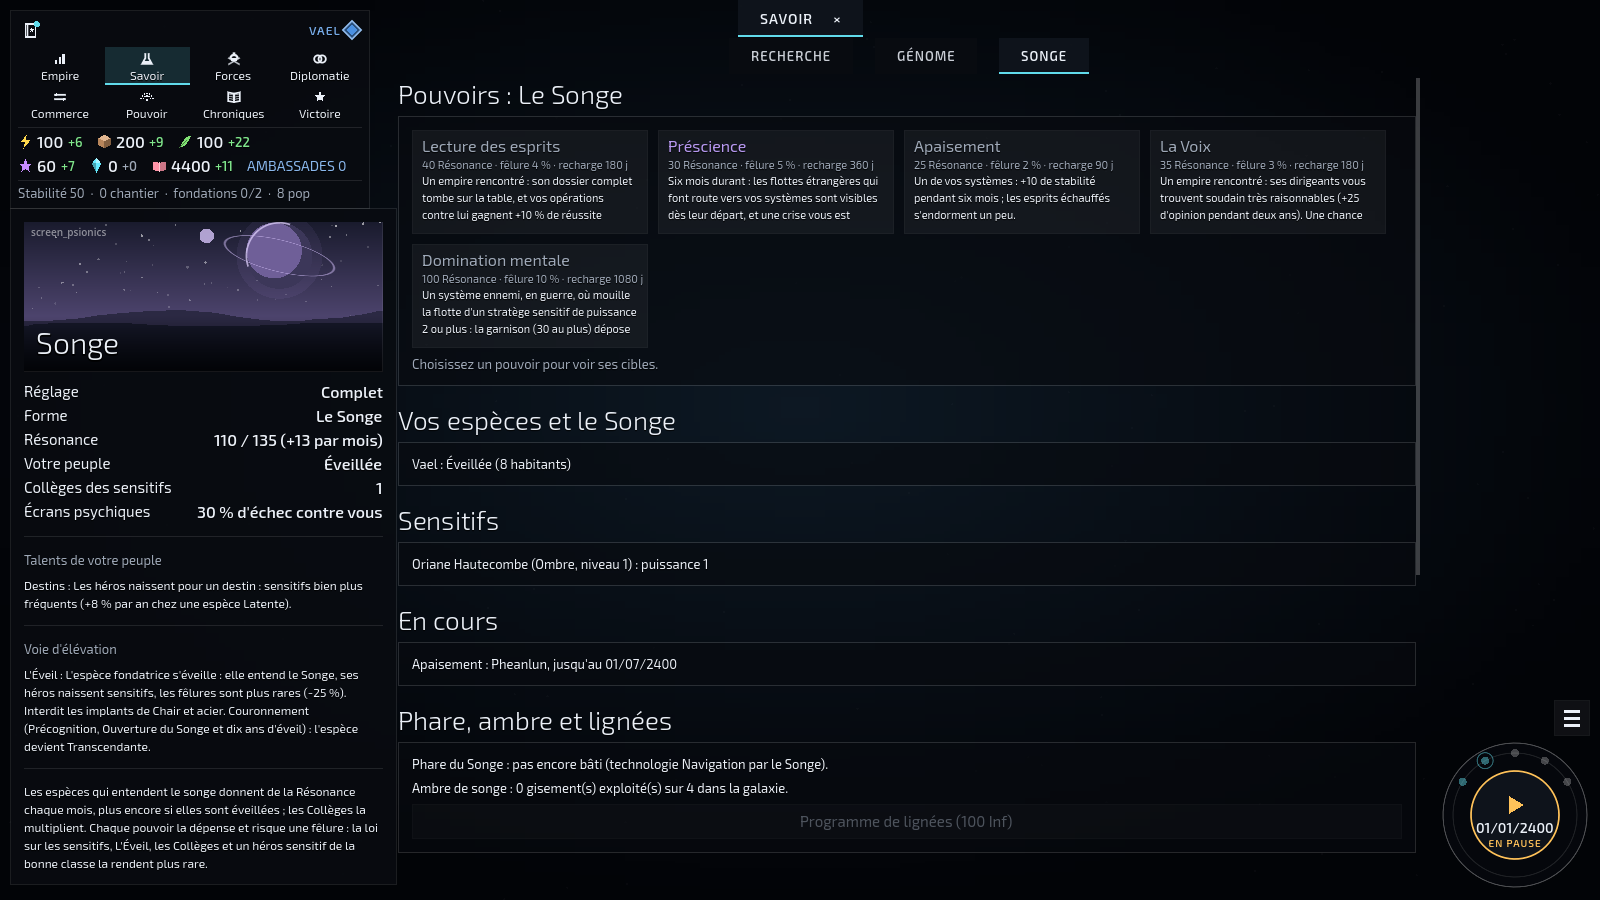 VAEL
Empire
Savoir
Forces
Diplomatie
Commerce
Pouvoir
Chroniques
Victoire
100 +6
200 +9
100 +22
60 +7
0 +0
4400 +11
AMBASSADES 0
Stabilité 50 · 0 chantier · fondations 0/2 · 8 pop
screen_psionics
Songe
Réglage Complet
Forme Le Songe
Résonance 110 / 135 (+13 par mois)
Votre peuple Éveillée
Collèges des sensitifs 1
Écrans psychiques 30 % d'échec contre vous
Talents de votre peuple
Destins : Les héros naissent pour un destin : sensitifs bien plus
fréquents (+8 % par an chez une espèce Latente).
Voie d'élévation
L'Éveil : L'espèce fondatrice s'éveille : elle entend le Songe, ses
héros naissent sensitifs, les fêlures sont plus rares (-25 %).
Interdit les implants de Chair et acier. Couronnement
(Précognition, Ouverture du Songe et dix ans d'éveil) : l'espèce
devient Transcendante.
Les espèces qui entendent le songe donnent de la Résonance
chaque mois, plus encore si elles sont éveillées ; les Collèges la
multiplient. Chaque pouvoir la dépense et risque une fêlure : la loi
sur les sensitifs, L'Éveil, les Collèges et un héros sensitif de la
bonne classe la rendent plus rare.
SAVOIR ×
RECHERCHE
GÉNOME
SONGE
Pouvoirs : Le Songe
Lecture des esprits
40 Résonance · fêlure 4 % · recharge 180 j
Un empire rencontré : son dossier complet
tombe sur la table, et vos opérations
contre lui gagnent +10 % de réussite
Préscience
30 Résonance · fêlure 5 % · recharge 360 j
Six mois durant : les flottes étrangères qui
font route vers vos systèmes sont visibles
dès leur départ, et une crise vous est
Apaisement
25 Résonance · fêlure 2 % · recharge 90 j
Un de vos systèmes : +10 de stabilité
pendant six mois ; les esprits échauffés
s'endorment un peu.
La Voix
35 Résonance · fêlure 3 % · recharge 180 j
Un empire rencontré : ses dirigeants vous
trouvent soudain très raisonnables (+25
d'opinion pendant deux ans). Une chance
Domination mentale
100 Résonance · fêlure 10 % · recharge 1080 j
Un système ennemi, en guerre, où mouille
la flotte d'un stratège sensitif de puissance
2 ou plus : la garnison (30 au plus) dépose
Choisissez un pouvoir pour voir ses cibles.
Vos espèces et le Songe
Vael : Éveillée (8 habitants)
Sensitifs
Oriane Hautecombe (Ombre, niveau 1) : puissance 1
En cours
Apaisement : Pheanlun, jusqu'au 01/07/2400
Phare, ambre et lignées
Phare du Songe : pas encore bâti (technologie Navigation par le Songe).
Ambre de songe : 0 gisement(s) exploité(s) sur 4 dans la galaxie.
Programme de lignées (100 Inf)
01/01/2400
EN PAUSE